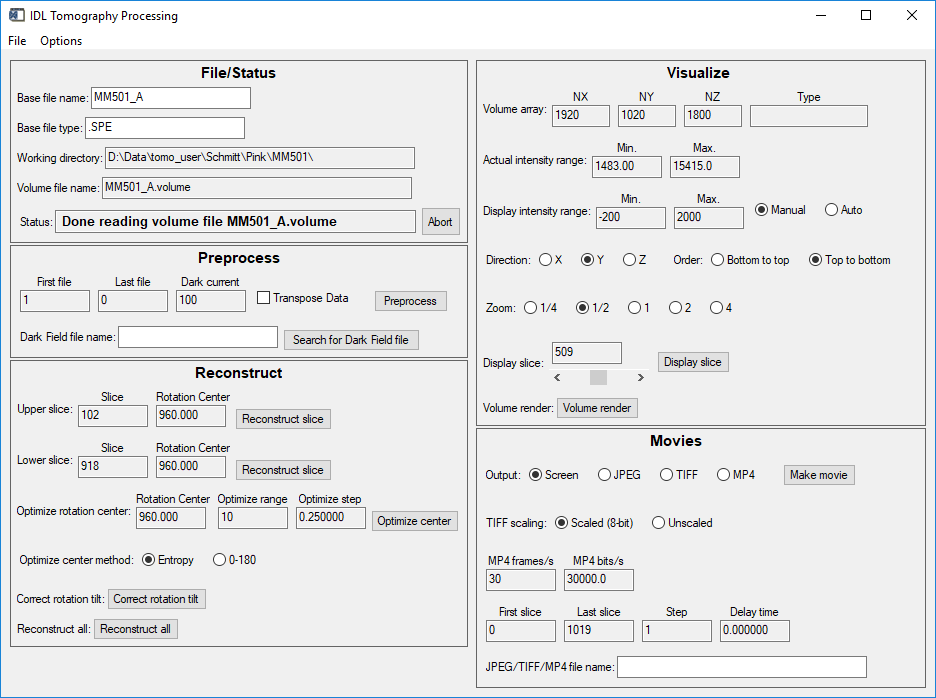 IDL Tomography Processing
File Options
File/Status
Base file name: MM501_A
Base file type: .SPE
Working directory: D:\Data\tomo_user\Schmitt\Pink\MM501\
Volume file name: MM501_A.volume
Status: Done reading volume file MM501_A.volume Abort
Preprocess
First file Last file Dark current
1 0 100 Transpose Data Preprocess
Dark Field file name: Search for Dark Field file
Reconstruct
Slice Rotation Center
Upper slice: 102 960.000 Reconstruct slice
Slice Rotation Center
Lower slice: 918 960.000 Reconstruct slice
Rotation Center Optimize range Optimize step
Optimize rotation center: 960.000 10 0.250000 Optimize center
Optimize center method: Entropy 0-180
Correct rotation tilt: Correct rotation tilt
Reconstruct all: Reconstruct all
Visualize
NX NY NZ Type
Volume array: 1920 1020 1800
Min. Max.
Actual intensity range: 1483.00 15415.0
Min. Max.
Display intensity range: -200 2000 Manual Auto
Direction: X Y Z Order: Bottom to top Top to bottom
Zoom: 1/4 1/2 1 2 4
509
Display slice: Display slice
Volume render: Volume render
Movies
Output: Screen JPEG TIFF MP4 Make movie
TIFF scaling: Scaled (8-bit) Unscaled
MP4 frames/s MP4 bits/s
30 30000.0
First slice Last slice Step Delay time
0 1019 1 0.000000
JPEG/TIFF/MP4 file name: